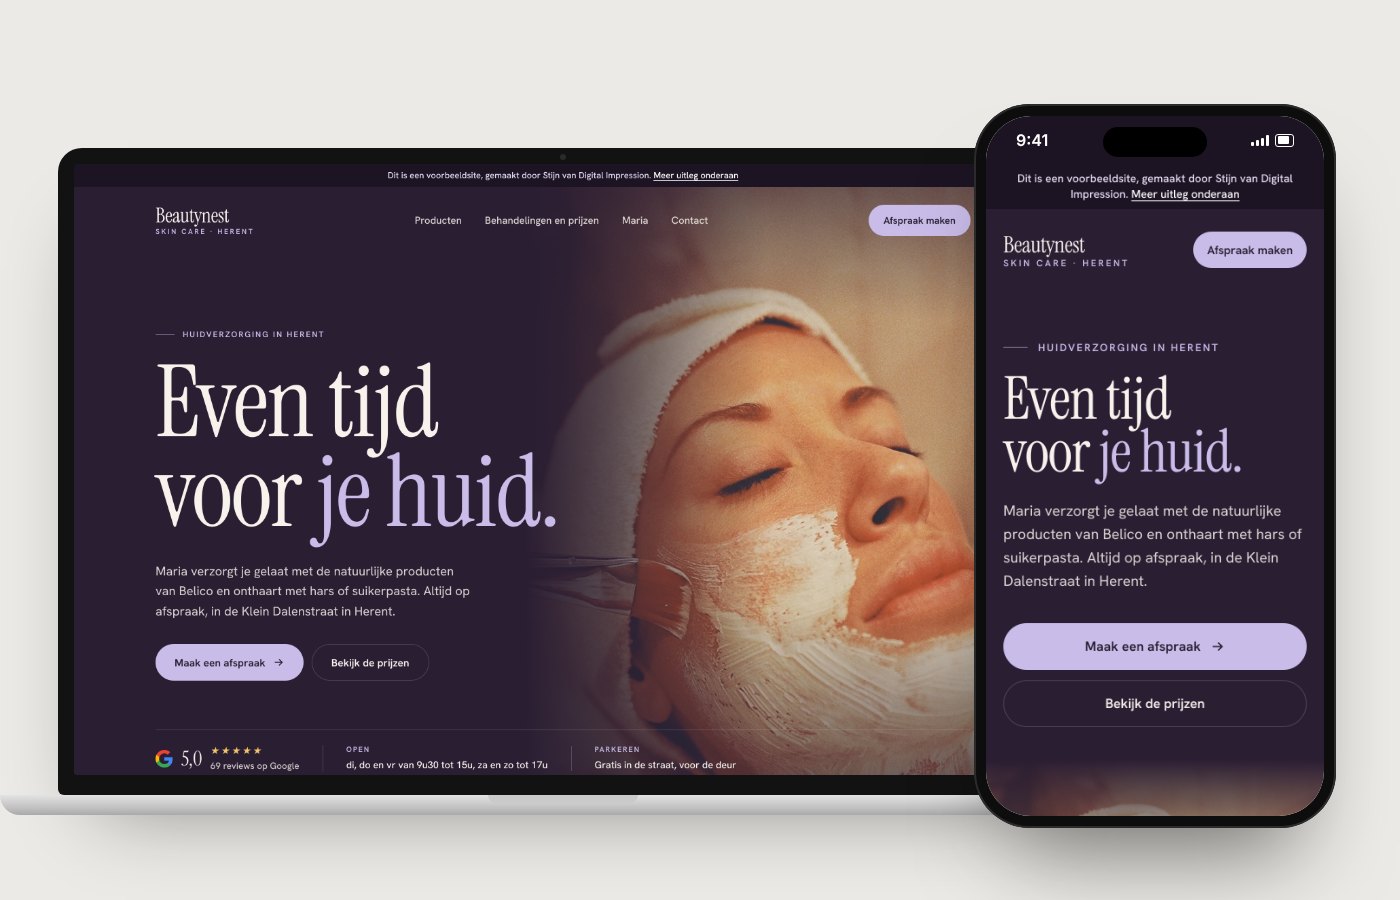 Dit is een voorbeeldsite, gemaakt door Stijn van Digital Impression. Meer uitleg onderaan
Beautynest
SKIN CARE · HERENT
Producten
Behandelingen en prijzen
Maria
Contact
Afspraak maken
HUIDVERZORGING IN HERENT
Even tijd
voor je huid.
Maria verzorgt je gelaat met de natuurlijke producten
van Belico en onthaart met hars of suikerpasta. Altijd op
afspraak, in de Klein Dalenstraat in Herent.
Maak een afspraak →
Bekijk de prijzen
5,0
★★★★★
69 reviews op Google
OPEN
di, do en vr van 9u30 tot 15u, za en zo tot 17u
PARKEREN
Gratis in de straat, voor de deur
9:41
Dit is een voorbeeldsite, gemaakt door Stijn van Digital
Impression. Meer uitleg onderaan
Beautynest
SKIN CARE · HERENT
Afspraak maken
HUIDVERZORGING IN HERENT
Even tijd
voor je huid.
Maria verzorgt je gelaat met de natuurlijke
producten van Belico en onthaart met hars of
suikerpasta. Altijd op afspraak, in de Klein
Dalenstraat in Herent.
Maak een afspraak →
Bekijk de prijzen